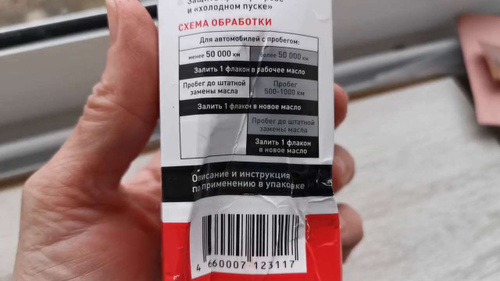 и «холодном пуске»
СХЕМА ОБРАБОТКИ
Для автомобилей с пробегом:
менее 50 000 км более 50 000 км
Залить 1 флакон в рабочее масло
Пробег до штатной замены масла Пробег 500-1000 км
Залить 1 флакон в новое масло
Пробег до штатной
замены масла
Залить 1 флакон
в новое масло
Описание и инструкция
по применению в упаковке
4 660007 123117